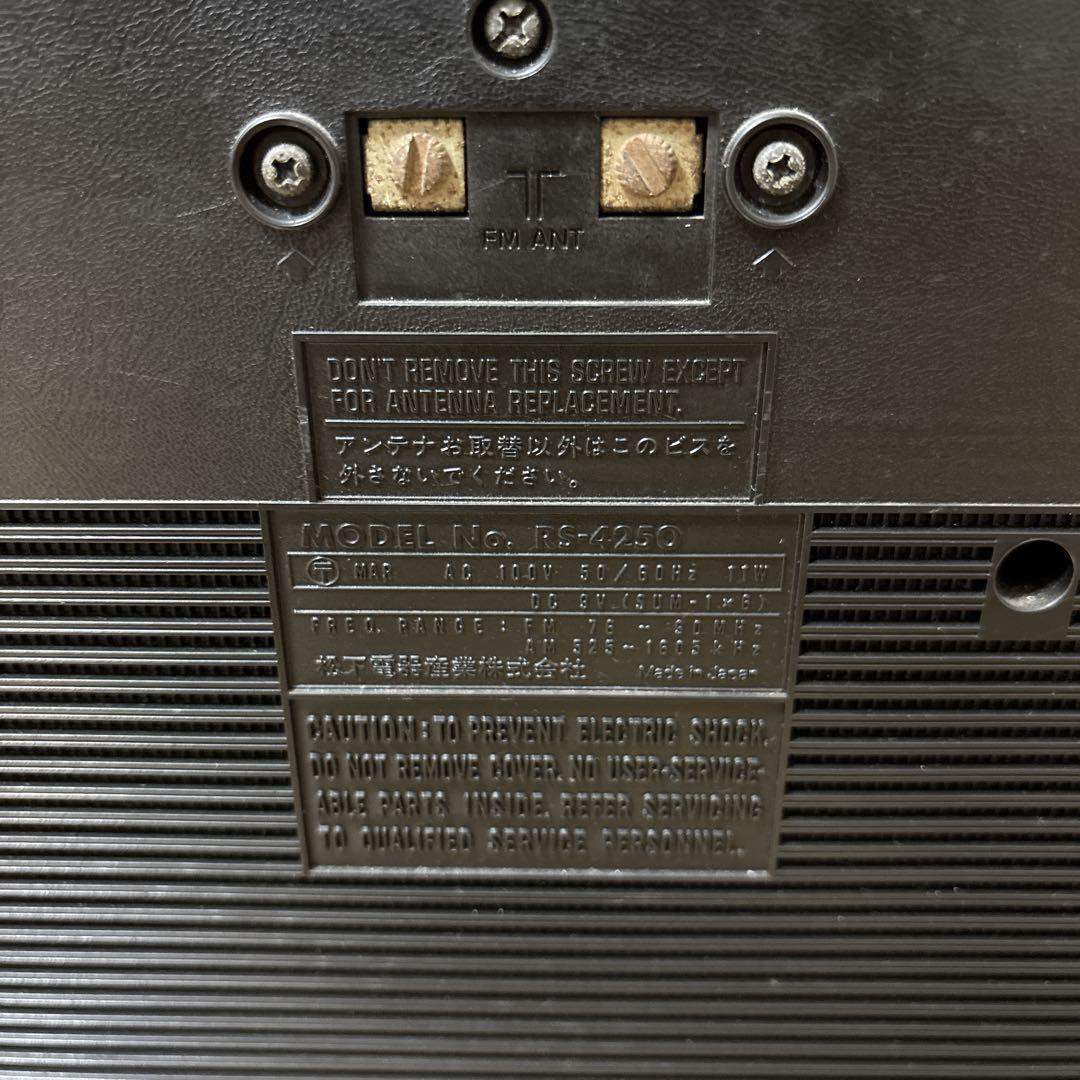 FM ANT
DON'T REMOVE THIS SCREW EXCEPT
FOR ANTENNA REPLACEMENT.
アンテナお取替以外はこのビスを
外さないでください。
MODEL No. RS-4250
〒 MAR AC 100V 50/60Hz 11W
DC 9V (SUM-1×6)
FREQ. RANGE: FM 76~90MHz
AM 525~1605kHz
松下電器産業株式会社 Made in Japan
CAUTION: TO PREVENT ELECTRIC SHOCK,
DO NOT REMOVE COVER. NO USER-SERVICE-
ABLE PARTS INSIDE. REFER SERVICING
TO QUALIFIED SERVICE PERSONNEL.